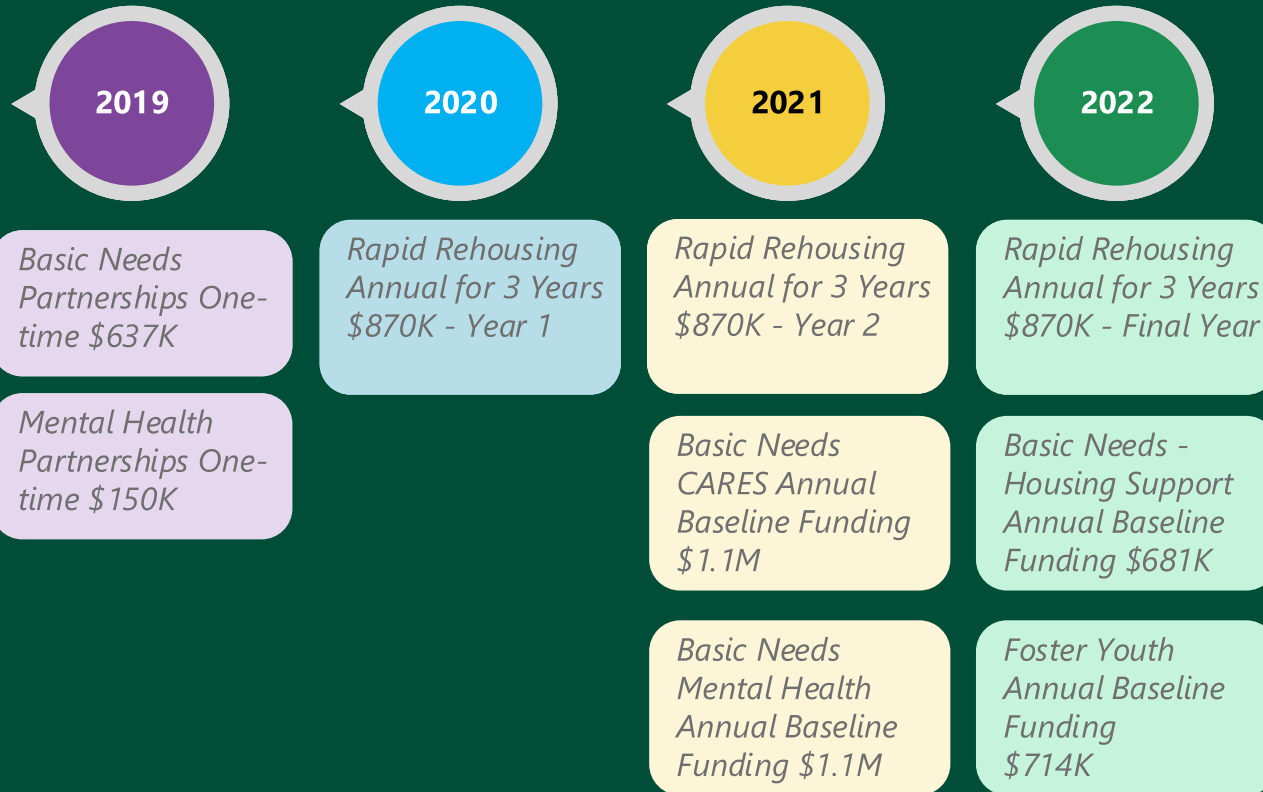 2019
Basic Needs
Partnerships One-
time $637K
Mental Health
Partnerships One-
time $150K
2020
Rapid Rehousing
Annual for 3 Years
$870K - Year 1
2021
Rapid Rehousing
Annual for 3 Years
$870K - Year 2
Basic Needs
CARES Annual
Baseline Funding
$1.1M
Basic Needs
Mental Health
Annual Baseline
Funding $1.1M
2022
Rapid Rehousing
Annual for 3 Years
$870K - Final Year
Basic Needs -
Housing Support
Annual Baseline
Funding $681K
Foster Youth
Annual Baseline
Funding
$714K